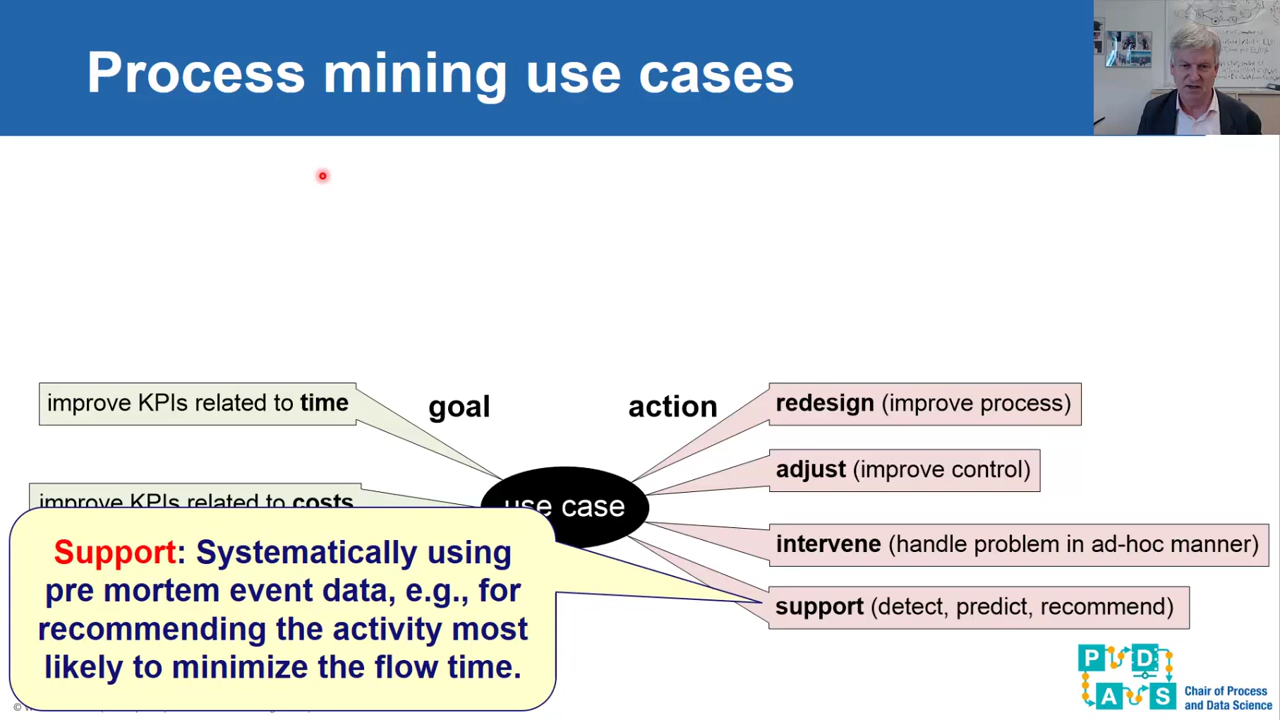 Process mining use cases
improve KPIs related to time
goal
action
redesign (improve process)
adjust (improve control)
improve KPIs related to costs
use case
intervene (handle problem in ad-hoc manner)
support (detect, predict, recommend)
Support: Systematically using
pre mortem event data, e.g., for
recommending the activity most
likely to minimize the flow time.
P D
A S
Chair of Process
and Data Science
©